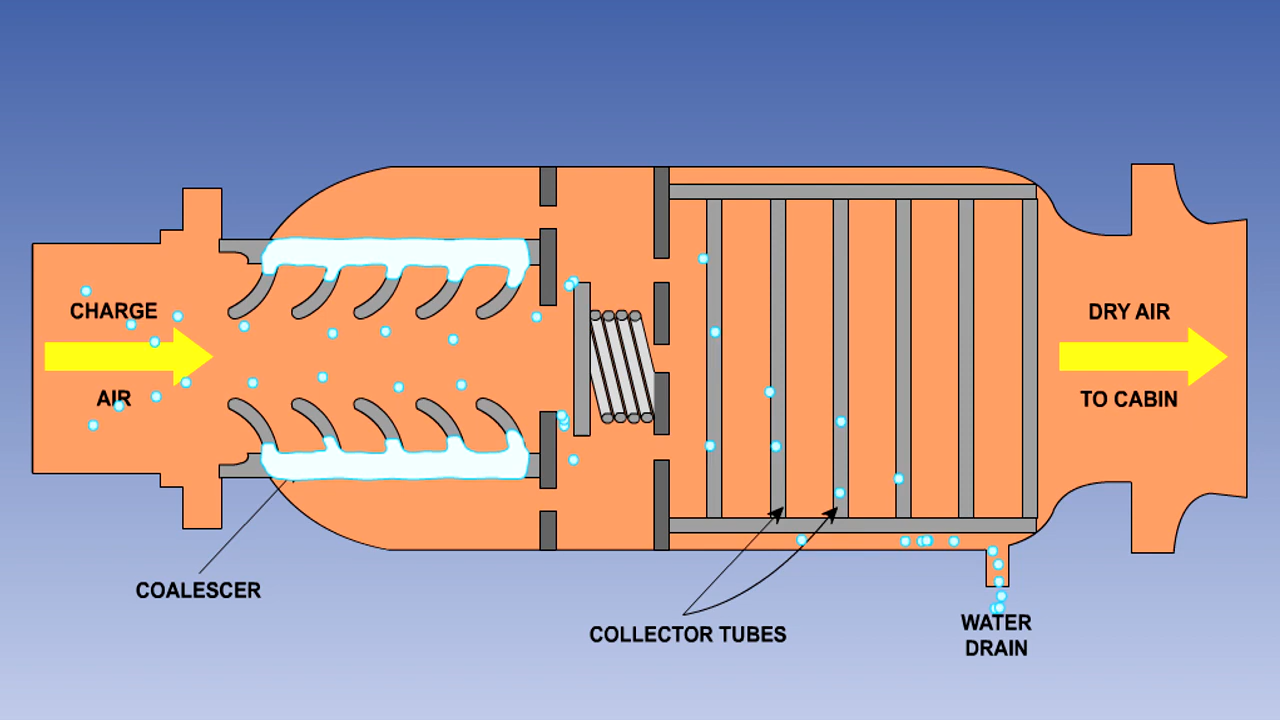 CHARGE
AIR
DRY AIR
TO CABIN
COALESCER
COLLECTOR TUBES
WATER
DRAIN